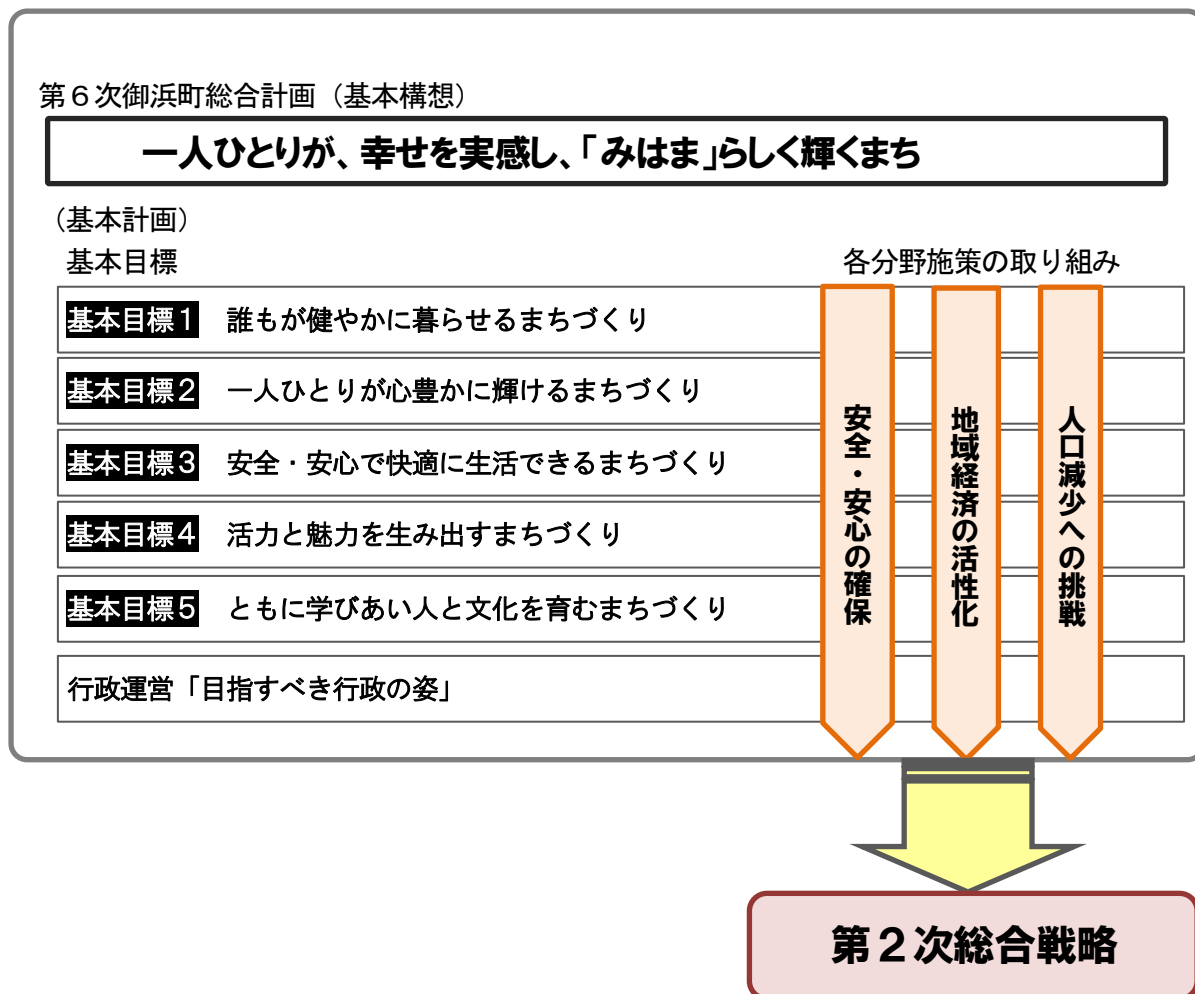 第６次御浜町総合計画（基本構想）
一人ひとりが、幸せを実感し、「みはま」らしく輝くまち
（基本計画）
基本目標
各分野施策の取り組み
基本目標１ 誰もが健やかに暮らせるまちづくり
基本目標２ 一人ひとりが心豊かに輝けるまちづくり
基本目標３ 安全・安心で快適に生活できるまちづくり
基本目標４ 活力と魅力を生み出すまちづくり
基本目標５ ともに学びあい人と文化を育むまちづくり
行政運営「目指すべき行政の姿」
安全・安心の確保
地域経済の活性化
人口減少への挑戦
第２次総合戦略